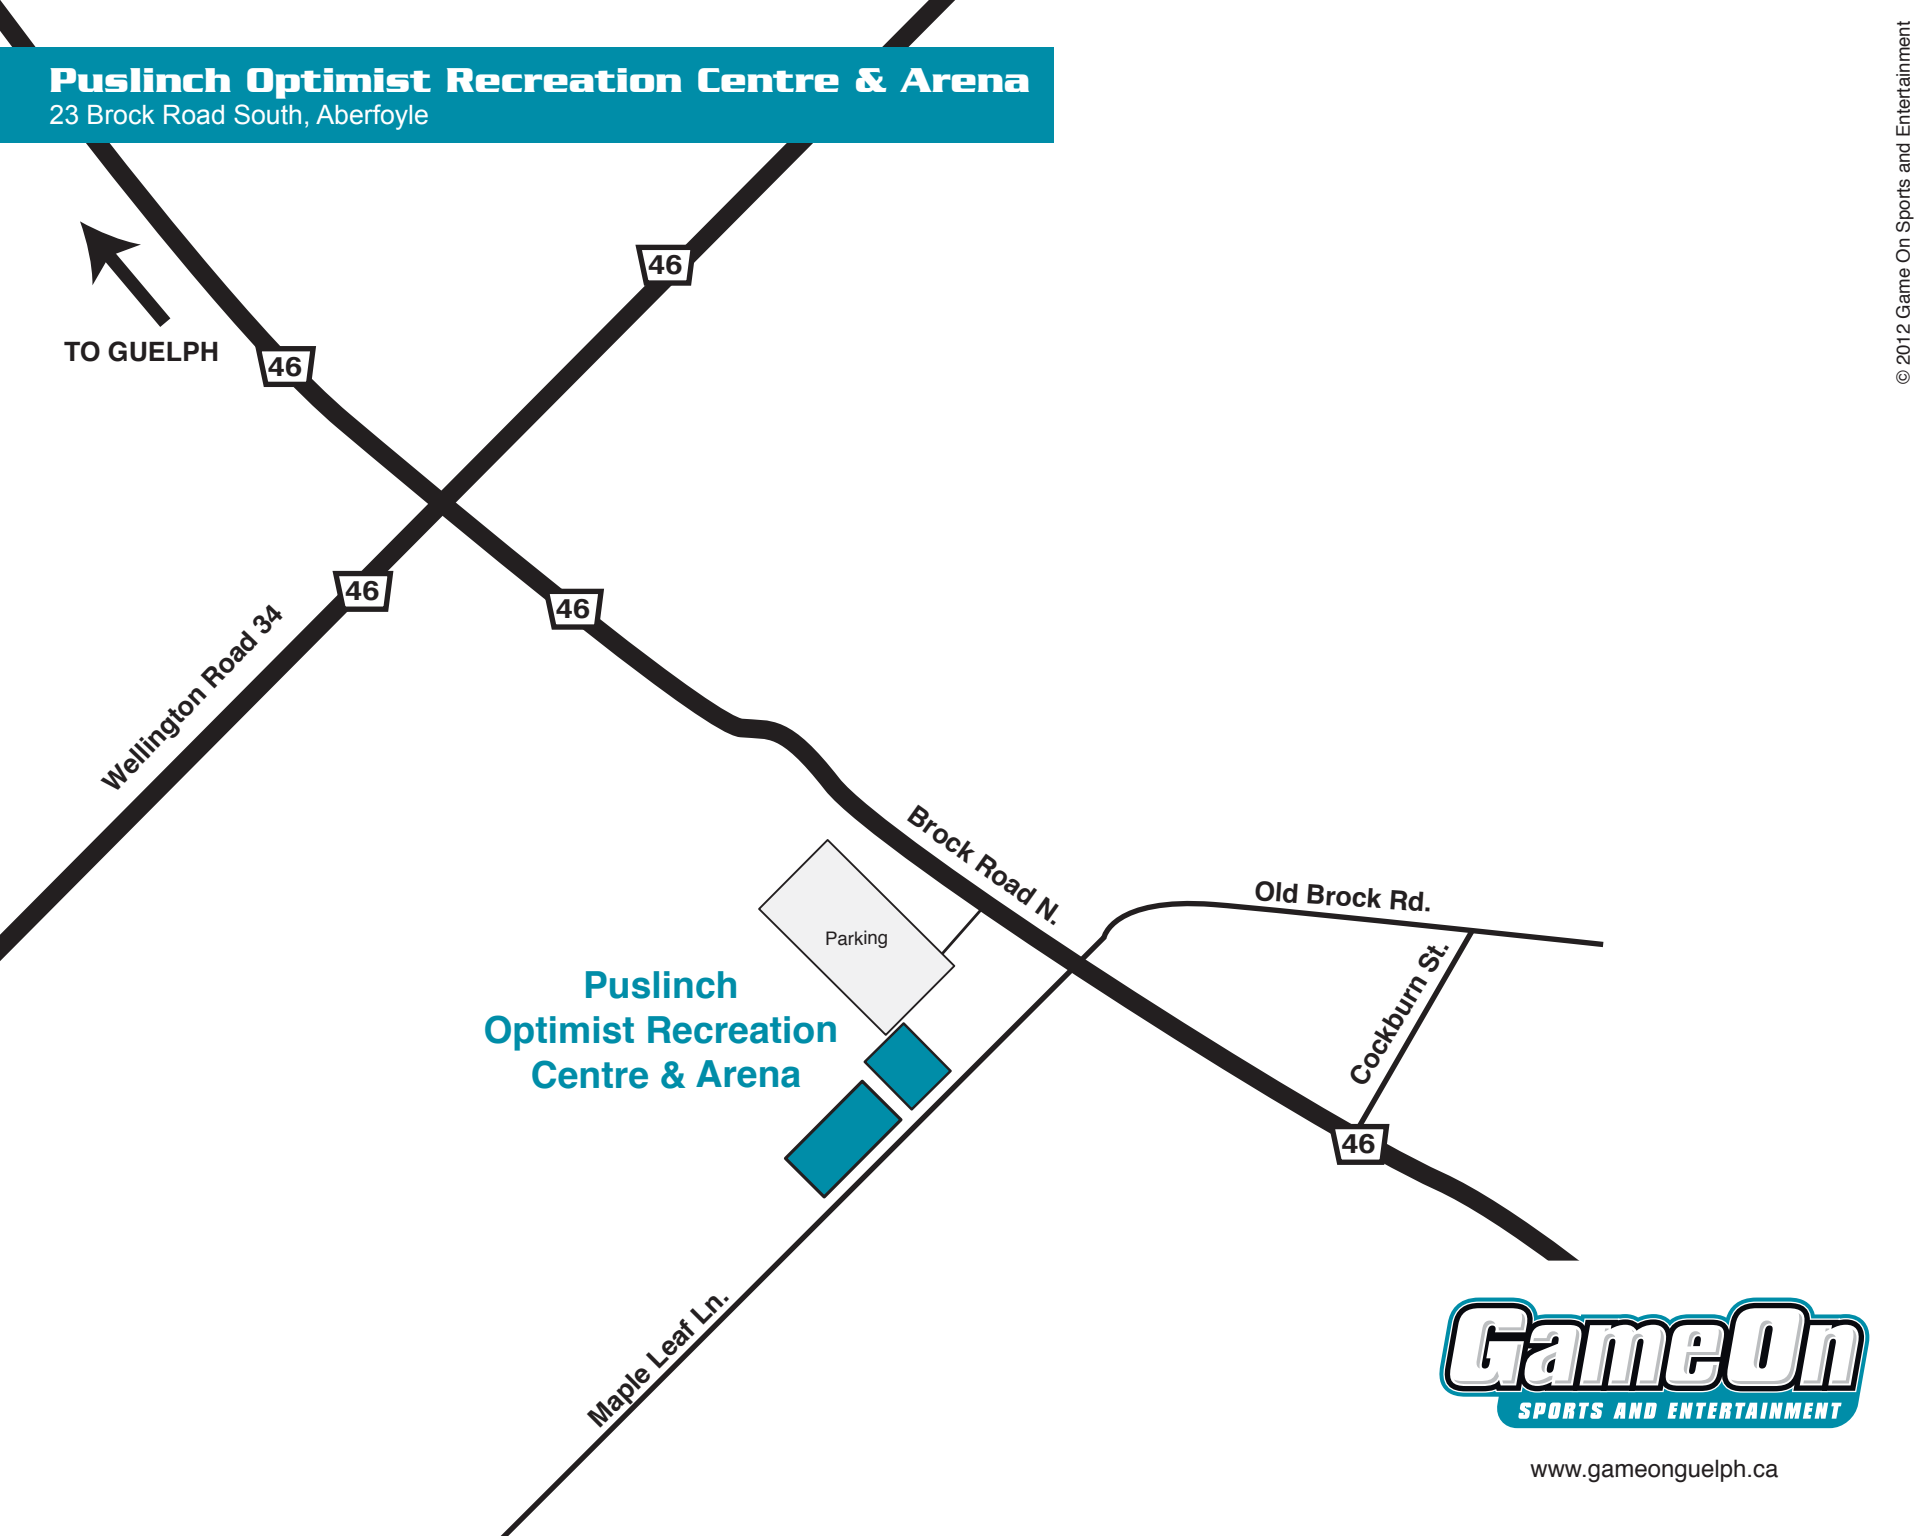 Puslinch Optimist Recreation Centre & Arena
23 Brock Road South, Aberfoyle
© 2012 Game On Sports and Entertainment
46
TO GUELPH
46
46
46
Wellington Road 34
Brock Road N.
Old Brock Rd.
Parking
Cockburn St.
Puslinch
Optimist Recreation
Centre & Arena
46
Maple Leaf Ln.
GameOn
SPORTS AND ENTERTAINMENT
www.gameonguelph.ca